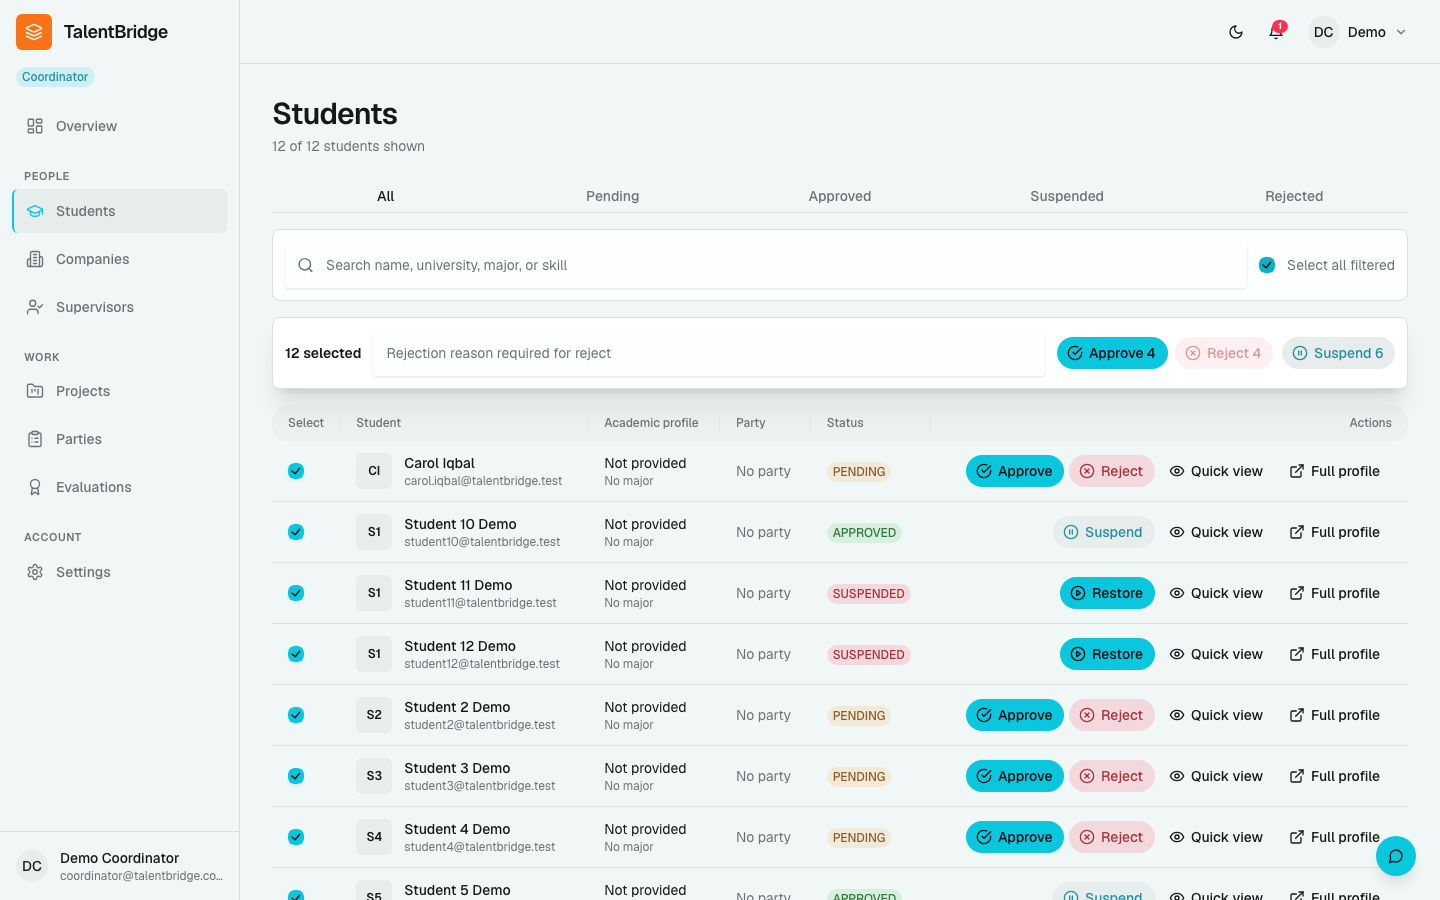 TalentBridge
Coordinator
Overview
PEOPLE
Students
Companies
Supervisors
WORK
Projects
Parties
Evaluations
ACCOUNT
Settings
DC
Demo Coordinator
coordinator@talentbridge.co...
1
DC Demo
Students
12 of 12 students shown
All Pending Approved Suspended Rejected
Search name, university, major, or skill
Select all filtered
12 selected Rejection reason required for reject Approve 4 Reject 4 Suspend 6
Select Student Academic profile Party Status Actions
CI Carol Iqbal Not provided No party PENDING Approve Reject Quick view Full profile
carol.iqbal@talentbridge.test No major
S1 Student 10 Demo Not provided No party APPROVED Suspend Quick view Full profile
student10@talentbridge.test No major
S1 Student 11 Demo Not provided No party SUSPENDED Restore Quick view Full profile
student11@talentbridge.test No major
S1 Student 12 Demo Not provided No party SUSPENDED Restore Quick view Full profile
student12@talentbridge.test No major
S2 Student 2 Demo Not provided No party PENDING Approve Reject Quick view Full profile
student2@talentbridge.test No major
S3 Student 3 Demo Not provided No party PENDING Approve Reject Quick view Full profile
student3@talentbridge.test No major
S4 Student 4 Demo Not provided No party PENDING Approve Reject Quick view Full profile
student4@talentbridge.test No major
S5 Student 5 Demo Not provided No party APPROVED Suspend Quick view Full profile